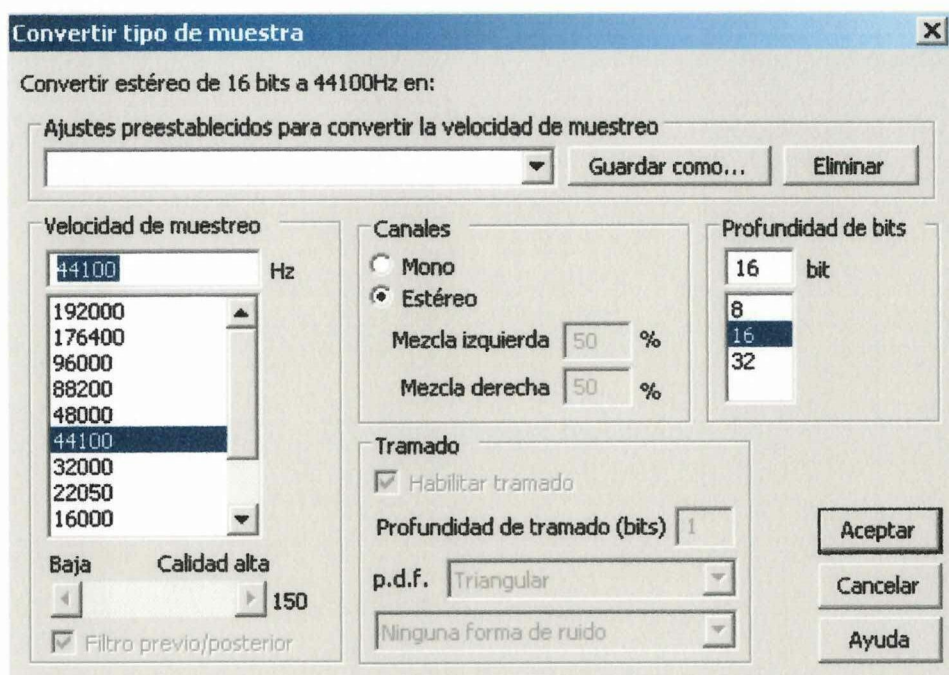 Convertir tipo de muestra
Convertir estéreo de 16 bits a 44100Hz en:
Ajustes preestablecidos para convertir la velocidad de muestreo
Guardar como...
Eliminar
Velocidad de muestreo
44100 Hz
192000
176400
96000
88200
48000
44100
32000
22050
16000
Baja Calidad alta
150
Filtro previo/posterior
Canales
Mono
Estéreo
Mezcla izquierda 50 %
Mezcla derecha 50 %
Profundidad de bits
16 bit
8
16
32
Tramado
Habilitar tramado
Profundidad de tramado (bits) 1
p.d.f. Triangular
Ninguna forma de ruido
Aceptar
Cancelar
Ayuda